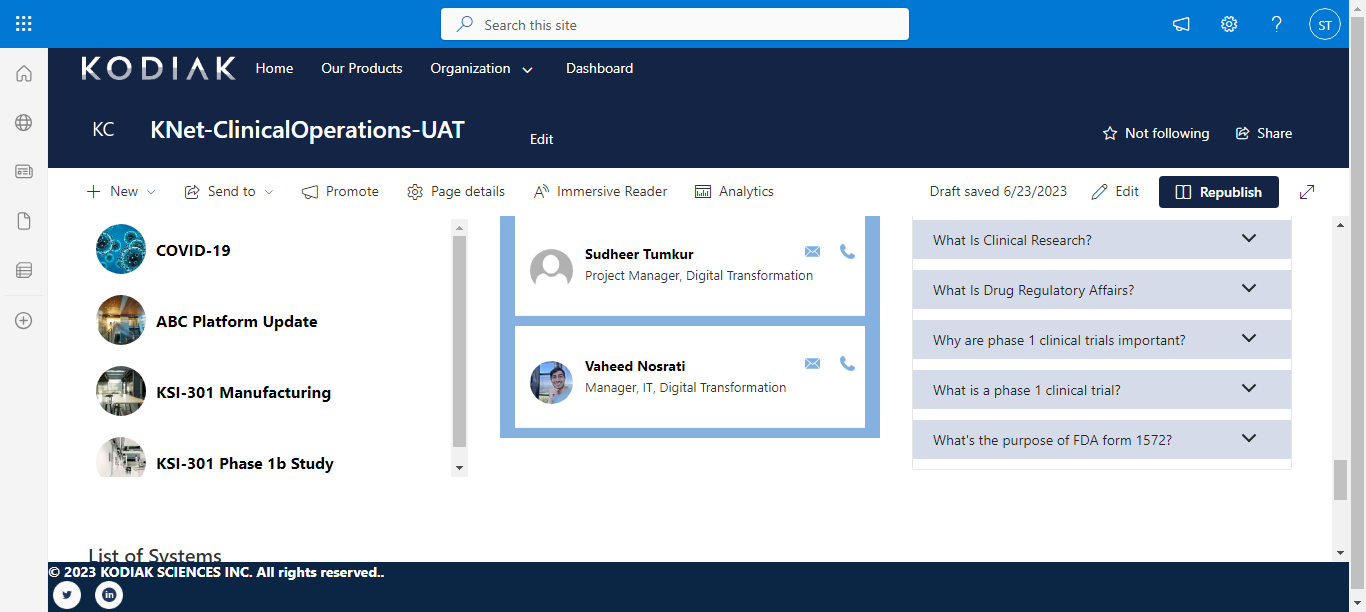 Search this site
ST
KODIAK
Home
Our Products
Organization
Dashboard
KC
KNet-ClinicalOperations-UAT
Edit
Not following
Share
New
Send to
Promote
Page details
Immersive Reader
Analytics
Draft saved 6/23/2023
Edit
Republish
COVID-19
ABC Platform Update
KSI-301 Manufacturing
KSI-301 Phase 1b Study
Sudheer Tumkur
Project Manager, Digital Transformation
Vaheed Nosrati
Manager, IT, Digital Transformation
What Is Clinical Research?
What Is Drug Regulatory Affairs?
Why are phase 1 clinical trials important?
What is a phase 1 clinical trial?
What's the purpose of FDA form 1572?
List of Systems
© 2023 KODIAK SCIENCES INC. All rights reserved..